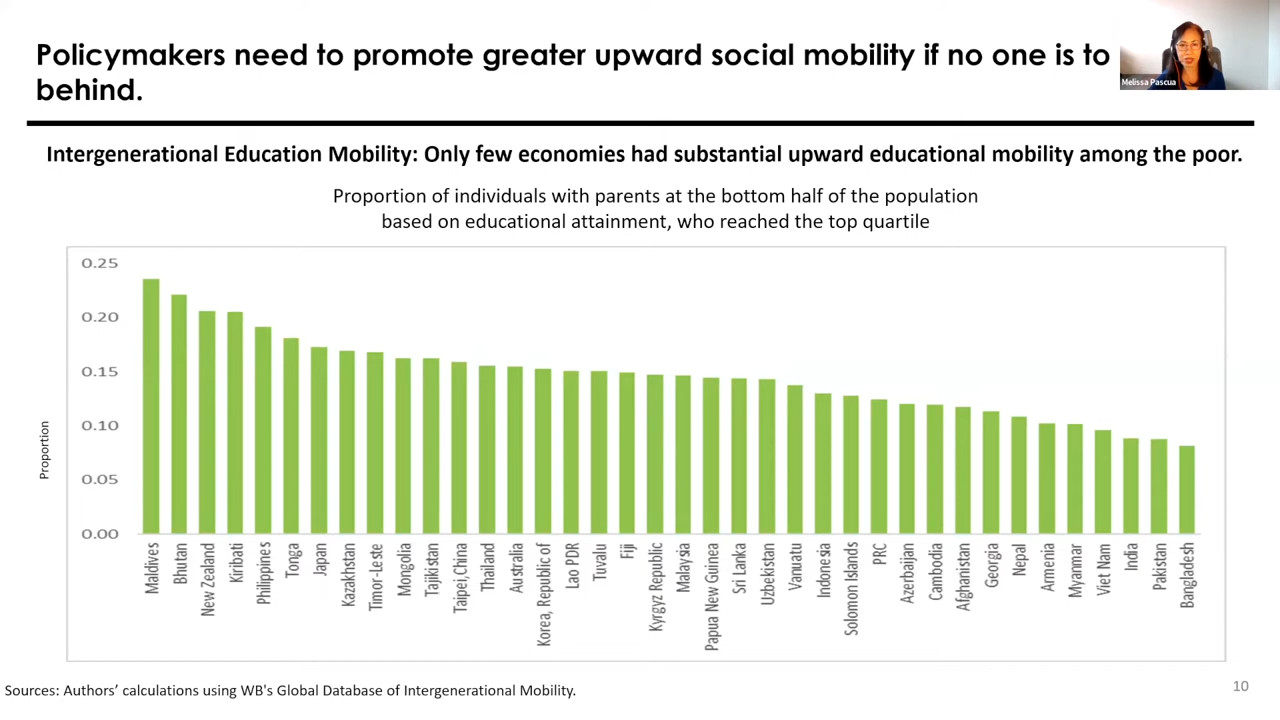 Policymakers need to promote greater upward social mobility if no one is to
behind.
Melissa Pascua
Intergenerational Education Mobility: Only few economies had substantial upward educational mobility among the poor.
Proportion of individuals with parents at the bottom half of the population
based on educational attainment, who reached the top quartile
0.25
0.20
0.15
0.10
0.05
0.00
Proportion
Maldives
Bhutan
New Zealand
Kiribati
Philippines
Tonga
Japan
Kazakhstan
Timor-Leste
Mongolia
Tajikistan
Taipei,China
Thailand
Australia
Korea, Republic of
Lao PDR
Tuvalu
Fiji
Kyrgyz Republic
Malaysia
Papua New Guinea
Sri Lanka
Uzbekistan
Vanuatu
Indonesia
Solomon Islands
PRC
Azerbaijan
Cambodia
Afghanistan
Georgia
Nepal
Armenia
Myanmar
Viet Nam
India
Pakistan
Bangladesh
Sources: Authors’ calculations using WB's Global Database of Intergenerational Mobility.
10